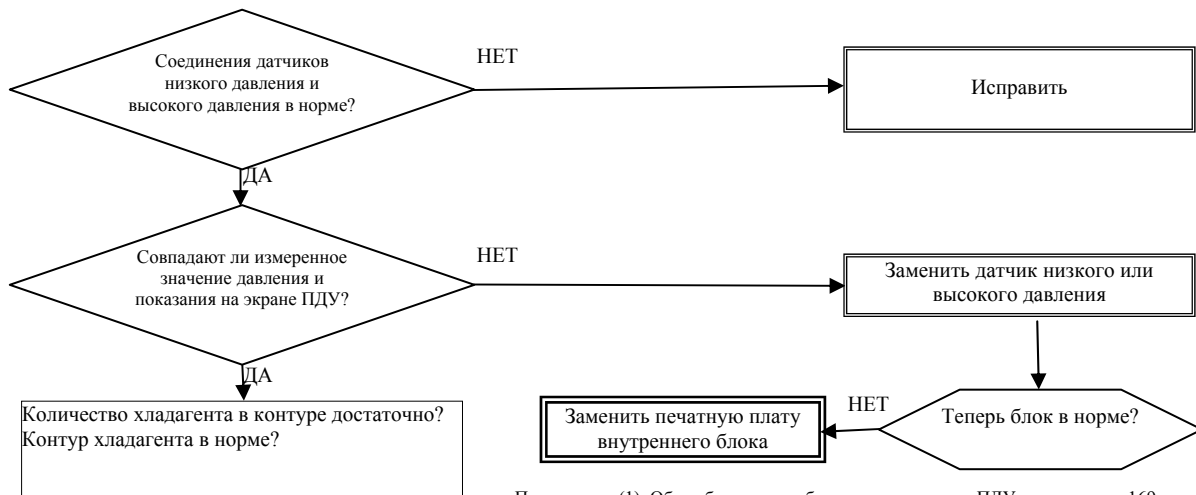 Соединения датчиков
низкого давления и
высокого давления в норме?
НЕТ
Исправить
ДА
Совпадают ли измеренное
значение давления и
показания на экране ПДУ?
НЕТ
Заменить датчик низкого или
высокого давления
ДА
Количество хладагента в контуре достаточно?
Контур хладагента в норме?
Заменить печатную плату
внутреннего блока
НЕТ
Теперь блок в норме?